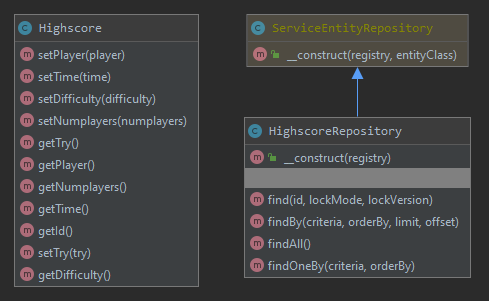 Highscore
setPlayer(player)
setTime(time)
setDifficulty(difficulty)
setNumplayers(numplayers)
getTry()
getPlayer()
getNumplayers()
getTime()
getId()
setTry(try)
getDifficulty()
ServiceEntityRepository
__construct(registry, entityClass)
HighscoreRepository
__construct(registry)
find(id, lockMode, lockVersion)
findBy(criteria, orderBy, limit, offset)
findAll()
findOneBy(criteria, orderBy)